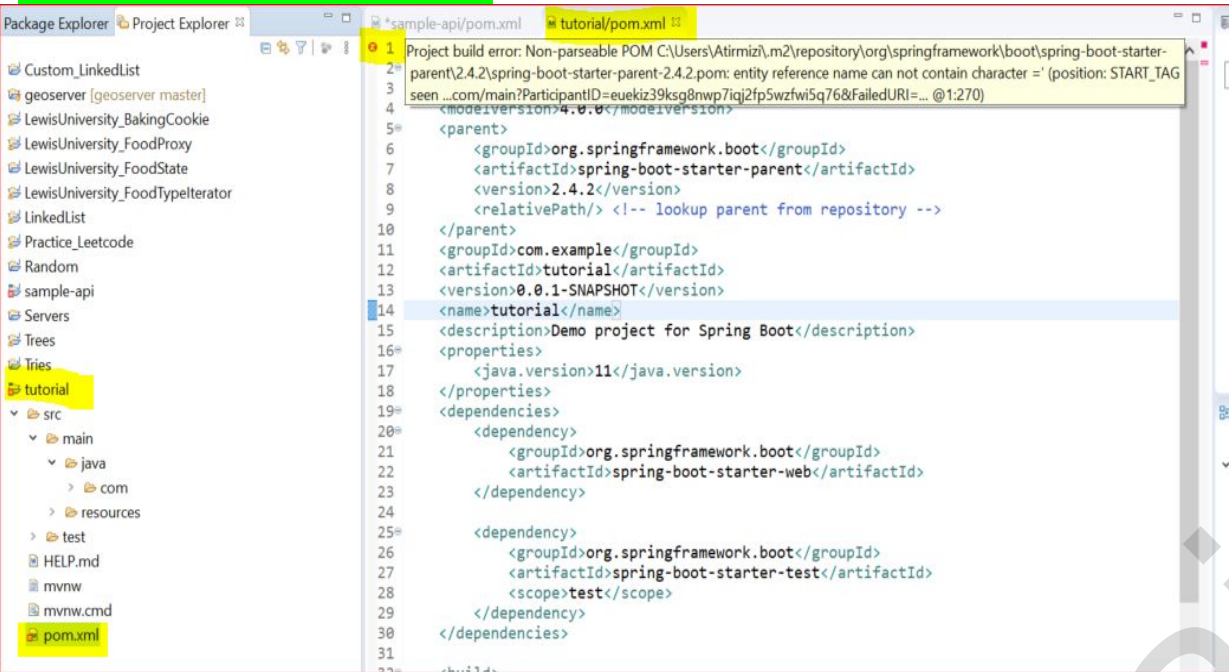 Package Explorer Project Explorer
*sample-api/pom.xml tutorial/pom.xml
Custom_LinkedList
geoserver [geoserver master]
LewisUniversity_BakingCookie
LewisUniversity_FoodProxy
LewisUniversity_FoodState
LewisUniversity_FoodTypeIterator
LinkedList
Practice_Leetcode
Random
sample-api
Servers
Trees
Tries
tutorial
src
main
java
com
resources
test
HELP.md
mvnw
mvnw.cmd
pom.xml
Project build error: Non-parseable POM C:\Users\Atirmizi\.m2\repository\org\springframework\boot\spring-boot-starter-
parent\2.4.2\spring-boot-starter-parent-2.4.2.pom: entity reference name can not contain character =' (position: START_TAG
seen ...com/main?ParticipantID=euekiz39ksg8nwp7iqj2fp5wzfwi5q76&FailedURI=... @1:270)
1
2
3
4 <modelVersion>4.0.0</modelVersion>
5 <parent>
6 <groupId>org.springframework.boot</groupId>
7 <artifactId>spring-boot-starter-parent</artifactId>
8 <version>2.4.2</version>
9 <relativePath/> <!-- lookup parent from repository -->
10 </parent>
11 <groupId>com.example</groupId>
12 <artifactId>tutorial</artifactId>
13 <version>0.0.1-SNAPSHOT</version>
14 <name>tutorial</name>
15 <description>Demo project for Spring Boot</description>
16 <properties>
17 <java.version>11</java.version>
18 </properties>
19 <dependencies>
20 <dependency>
21 <groupId>org.springframework.boot</groupId>
22 <artifactId>spring-boot-starter-web</artifactId>
23 </dependency>
24
25 <dependency>
26 <groupId>org.springframework.boot</groupId>
27 <artifactId>spring-boot-starter-test</artifactId>
28 <scope>test</scope>
29 </dependency>
30 </dependencies>
31